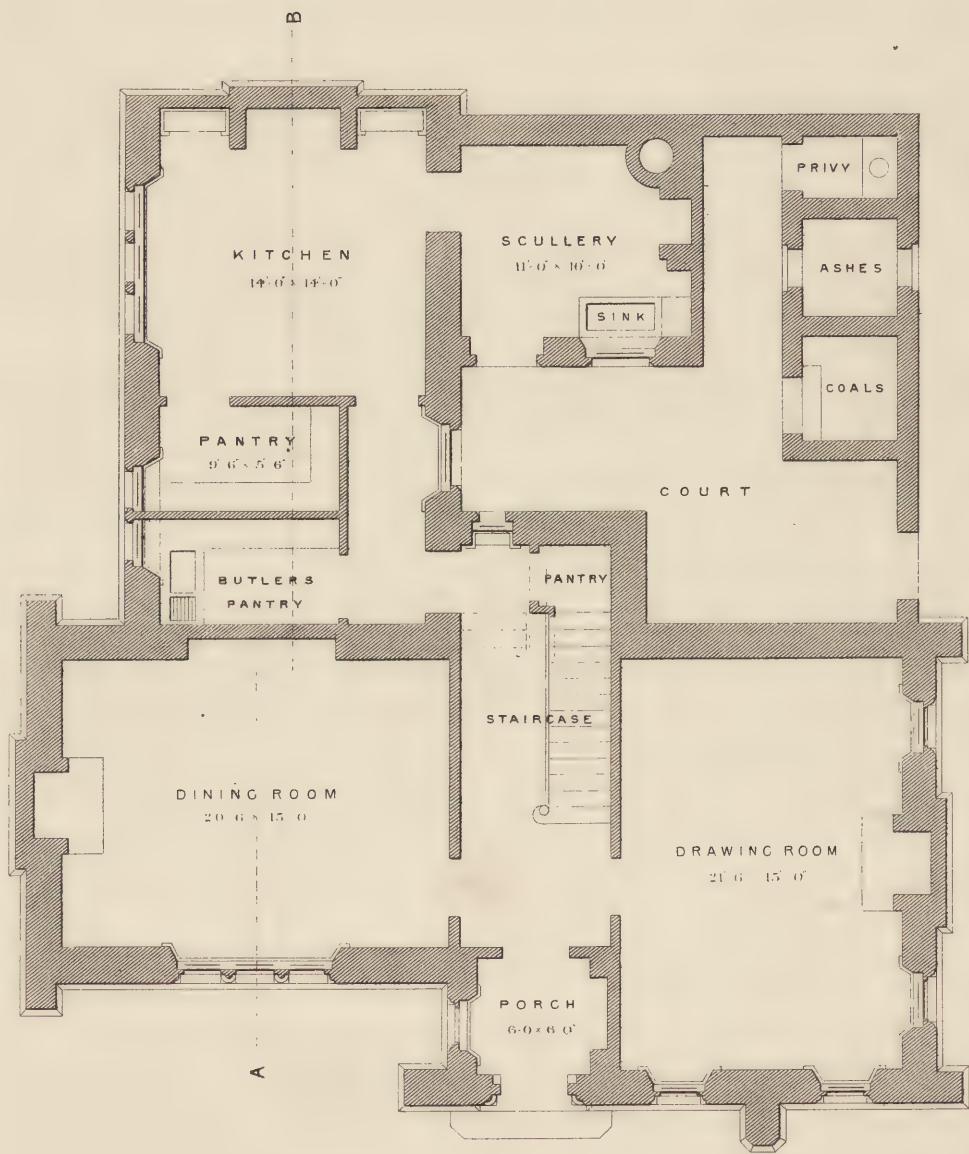 B
PRIVY
KITCHEN
14'-0" × 14'-0"
SCULLERY
11'-0" × 10'-0"
ASHES
SINK
COALS
PANTRY
9' 6" × 5' 6"
COURT
BUTLERS
PANTRY
PANTRY
STAIRCASE
DINING ROOM
20 6 × 15 0
DRAWING ROOM
21' 6 15' 0"
PORCH
6-0 × 6 0"
A